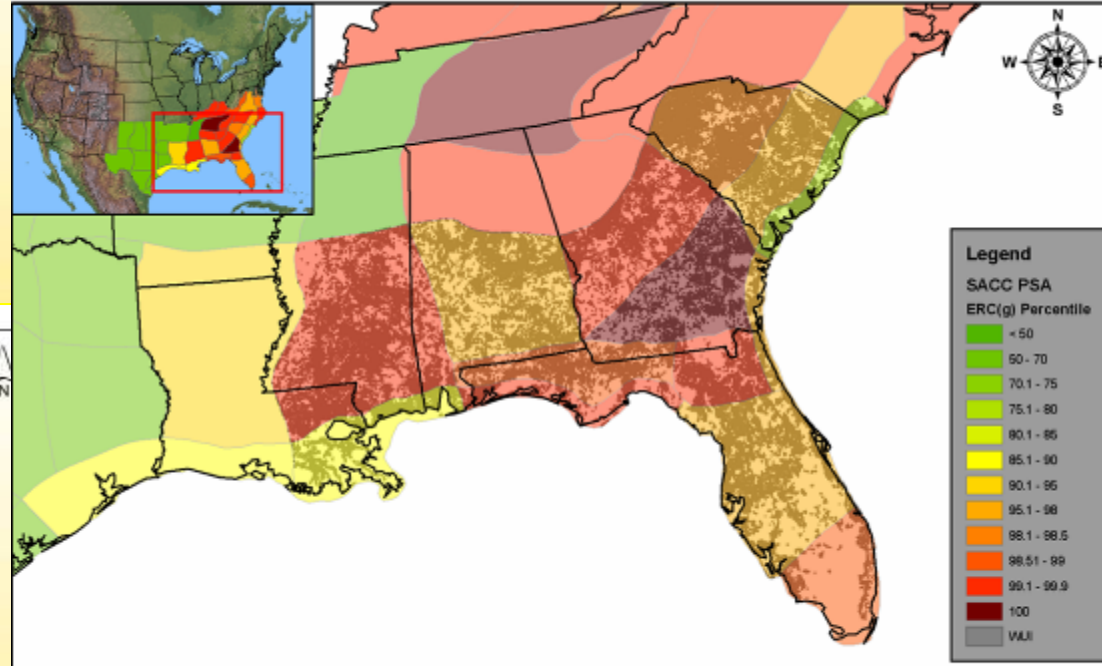 N
W
E
S
Legend
SACC PSA
ERC(g) Percentile
< 50
50 - 70
70.1 - 75
75.1 - 80
80.1 - 85
85.1 - 90
90.1 - 95
95.1 - 98
98.1 - 98.5
98.51 - 99
99.1 - 99.9
100
WUI